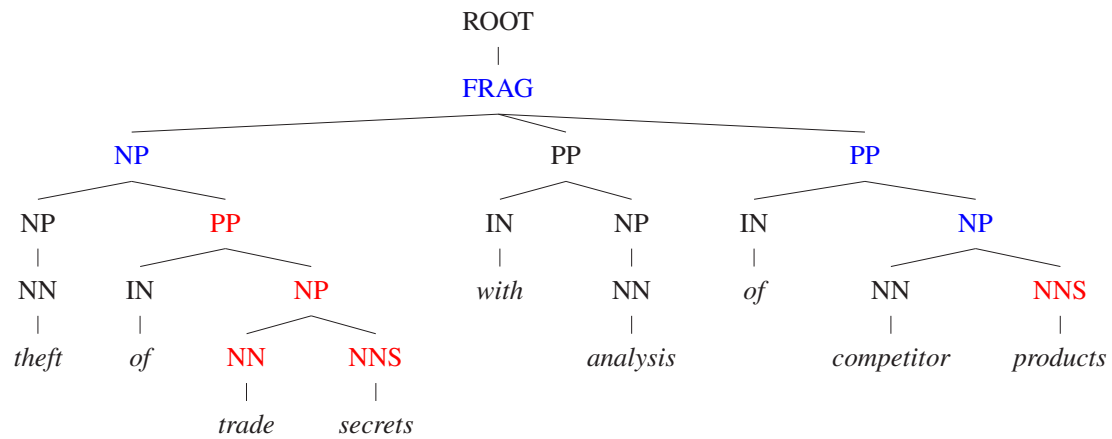 ROOT
FRAG
NP PP PP
NP PP IN NP IN NP
NN IN NP with NN of NN NNS
theft of NN NNS analysis competitor products
trade secrets